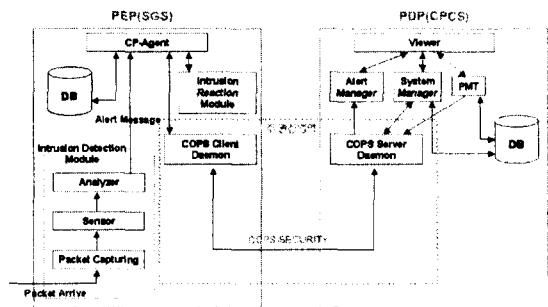 PEP(SGS)
CP-Agent
DB
Intrusion
Reaction
Module
Alert Message
Intrusion Detection
Module
COPS Client
Daemon
Analyzer
Sensor
Packet Capturing
Packet Arrive
COPS-SECURITY
PDP(CPCS)
Viewer
Alert
Manager
System
Manager
PMT
COPS Server
Daemon
DB